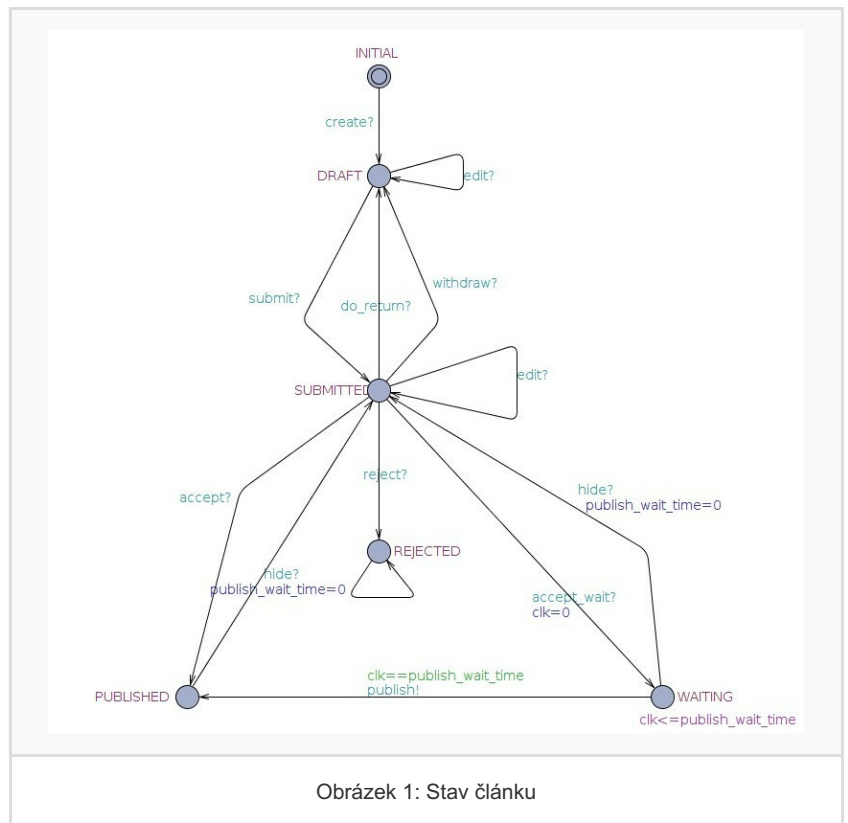 INITIAL
create?
DRAFT
edit?
withdraw?
submit?
do_return?
edit?
SUBMITTED
reject?
hide?
accept?
publish_wait_time=0
REJECTED
hide?
publish_wait_time=0
accept_wait?
clk=0
clk==publish_wait_time
publish!
PUBLISHED
WAITING
clk<=publish_wait_time
Obrázek 1: Stav článku